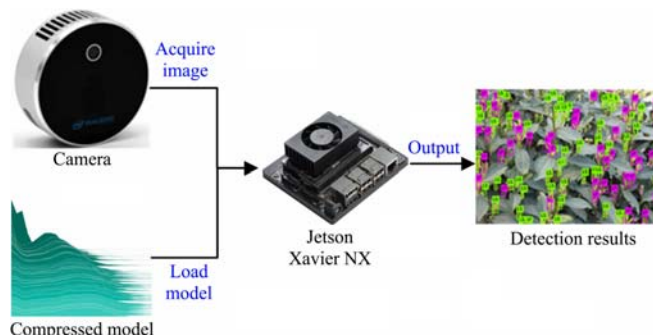 Acquire
image
Camera
Output
Jetson
Xavier NX
Detection results
Load
model
Compressed model